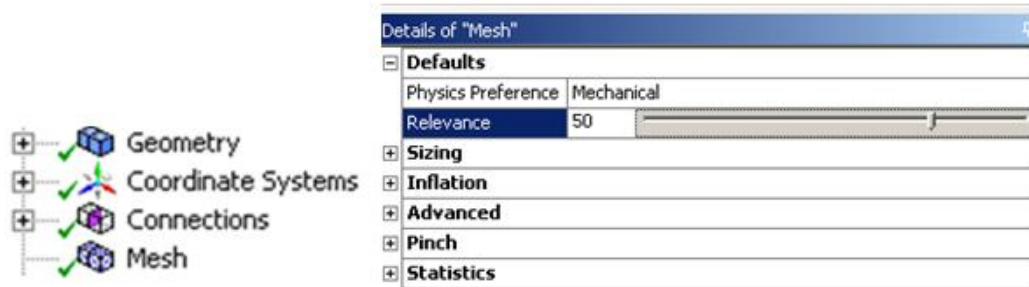 Geometry
Coordinate Systems
Connections
Mesh
Details of "Mesh"
Defaults
Physics Preference Mechanical
Relevance 50
Sizing
Inflation
Advanced
Pinch
Statistics